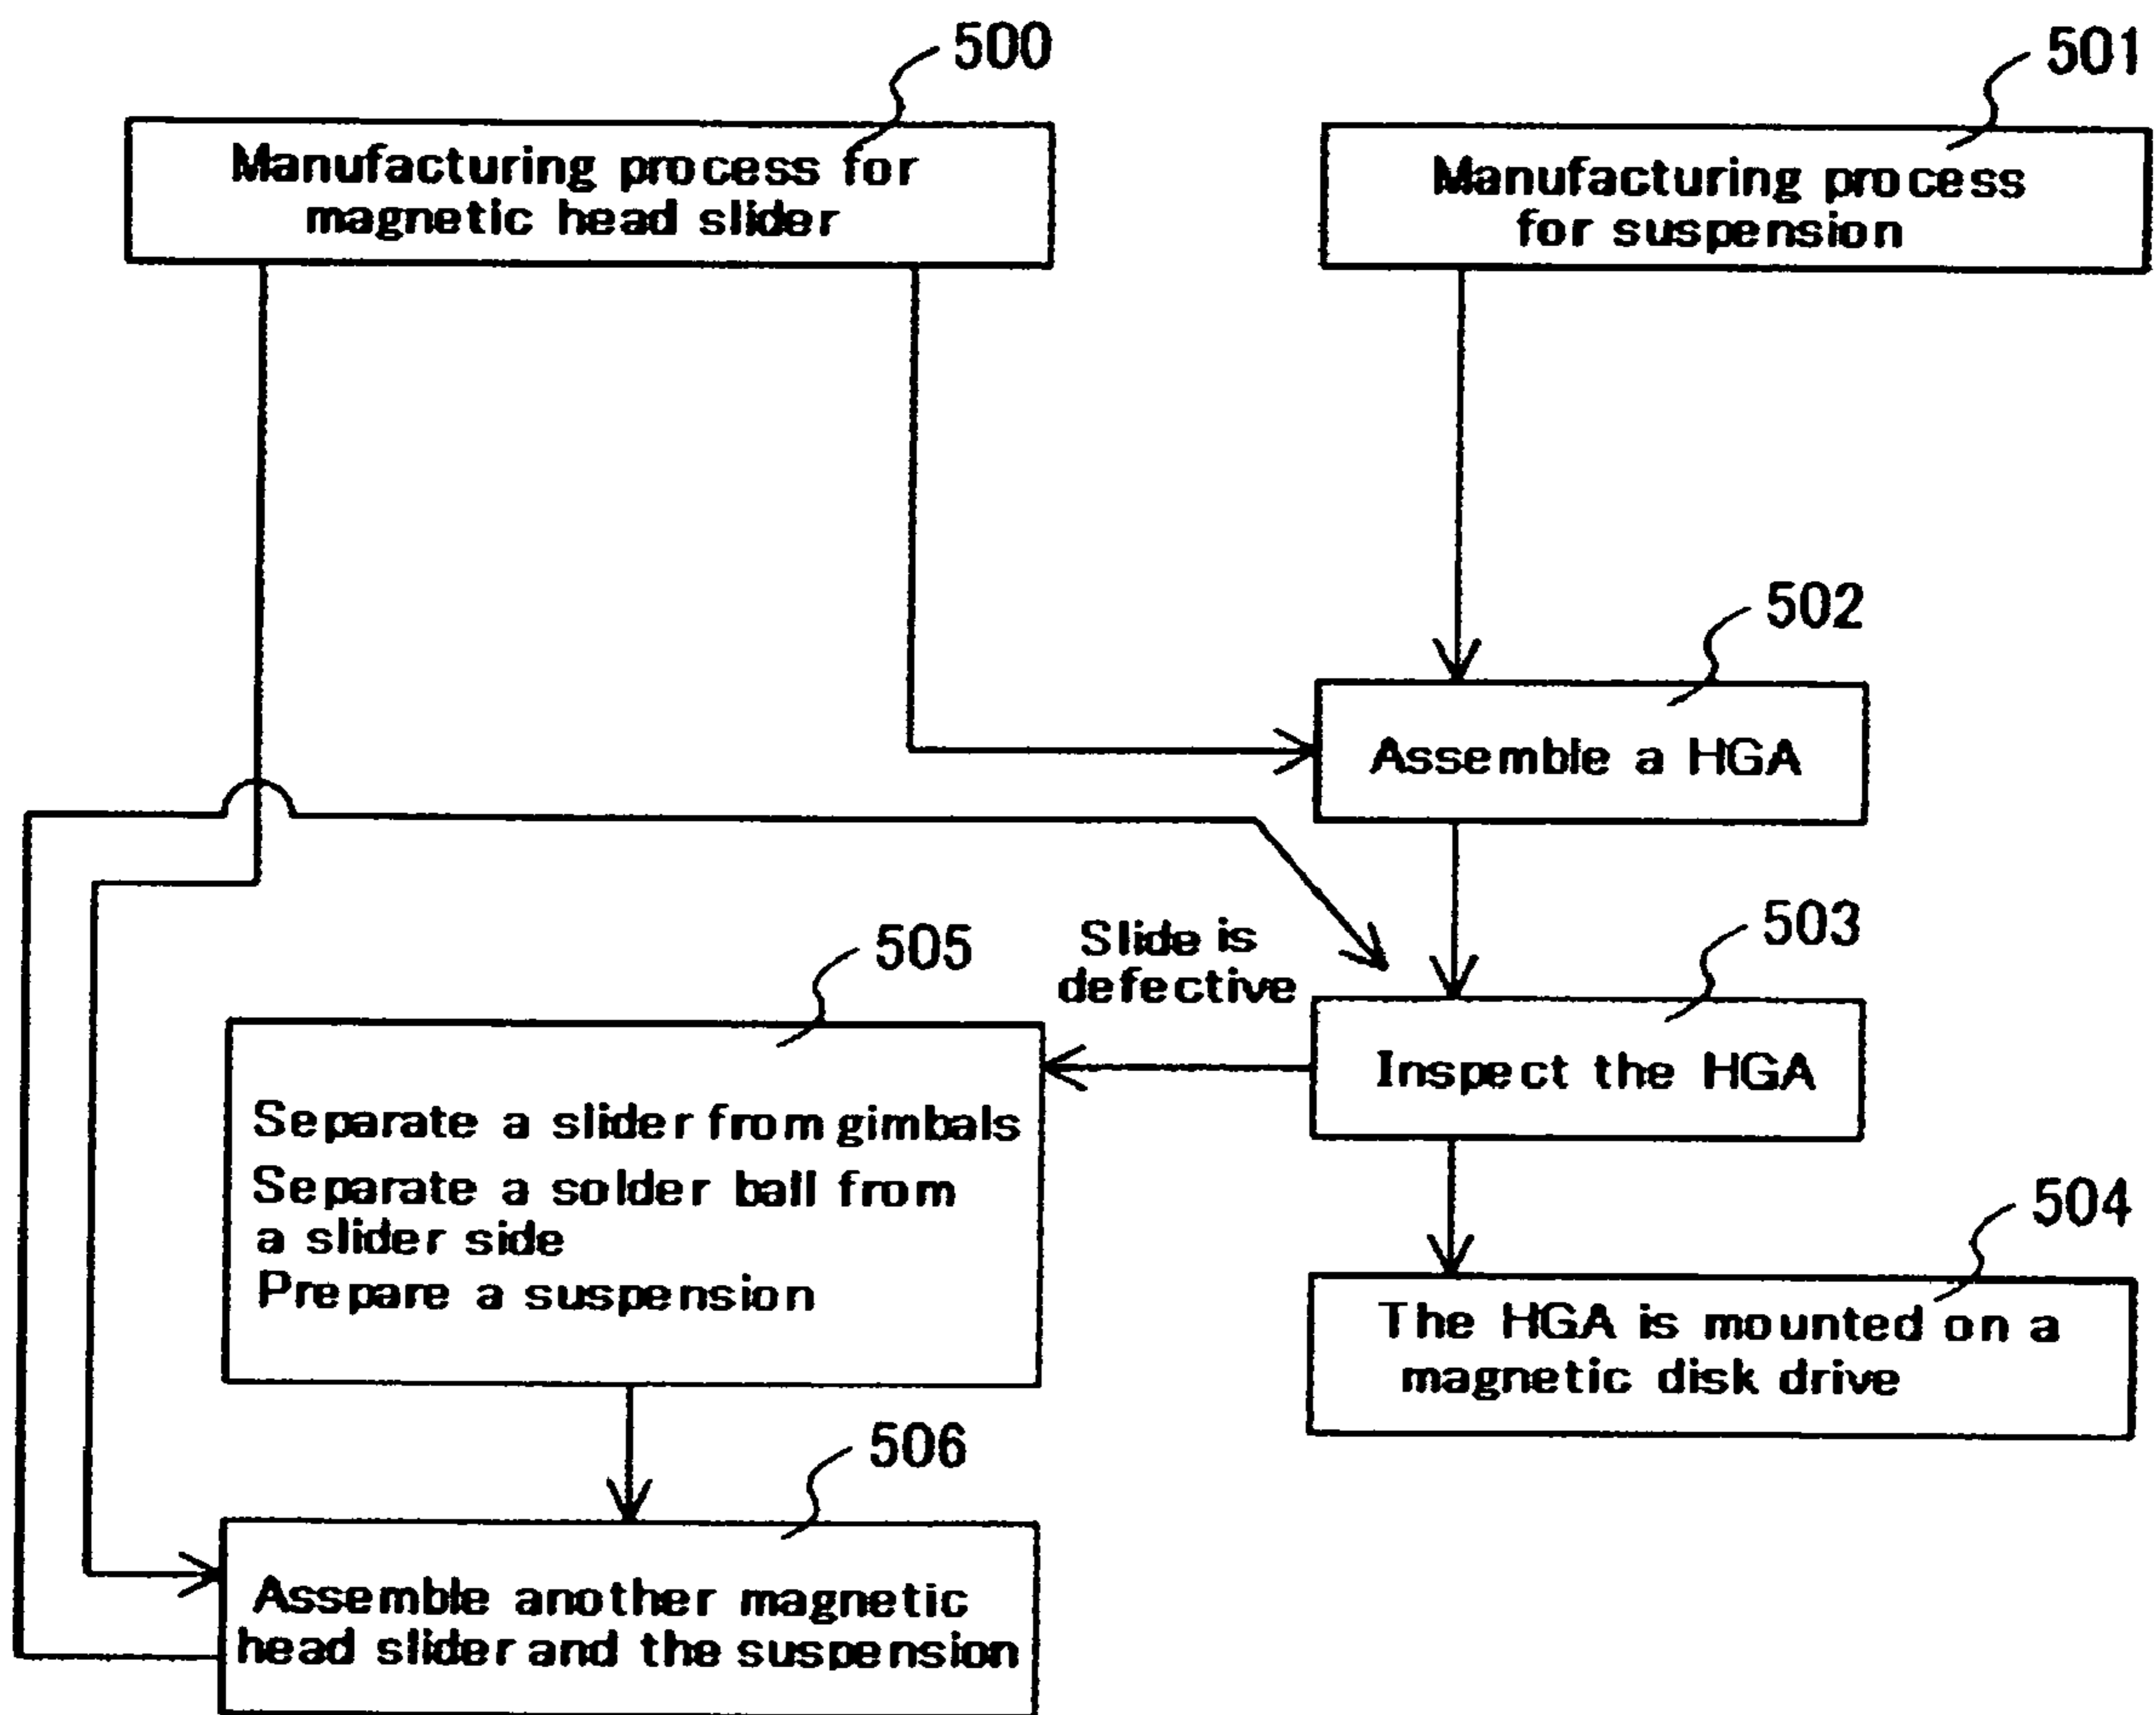 500
Manufacturing process for
magnetic head slider
501
Manufacturing process
for suspension
502
Assemble a HGA
503
Inspect the HGA
Slide is
defective
505
Separate a slider from gimbals
Separate a solder ball from
a slider side
Prepare a suspension
504
The HGA is mounted on a
magnetic disk drive
506
Assemble another magnetic
head slider and the suspension